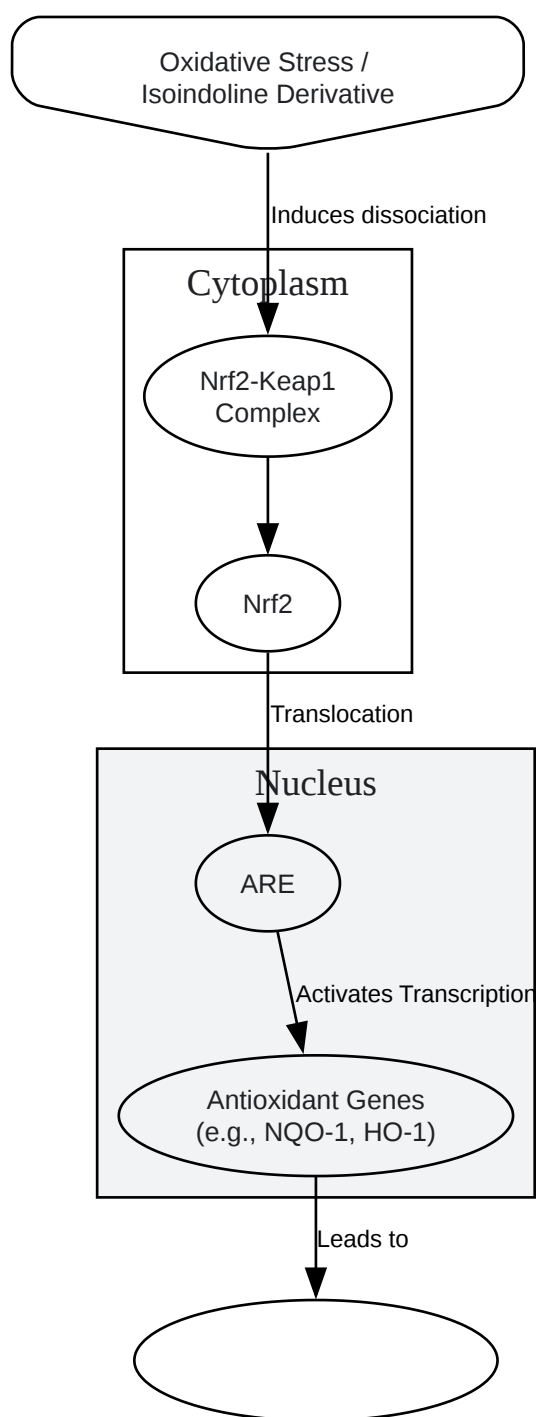 Oxidative Stress /
Isoindoline Derivative
Induces dissociation
Cytoplasm
Nrf2-Keap1
Complex
Nrf2
Translocation
Nucleus
ARE
Activates Transcription
Antioxidant Genes
(e.g., NQO-1, HO-1)
Leads to